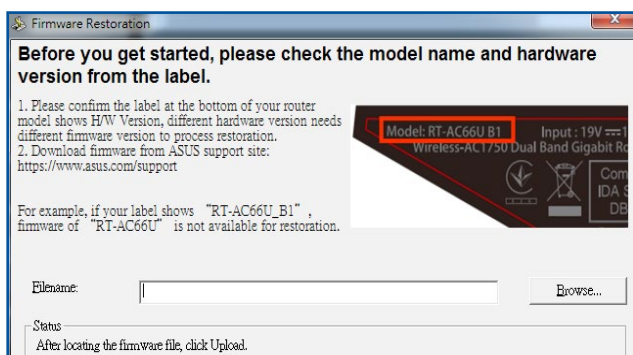 Firmware Restoration
Before you get started, please check the model name and hardware
version from the label.
1. Please confirm the label at the bottom of your router
model shows H/W Version, different hardware version needs
different firmware version to process restoration.
2. Download firmware from ASUS support site:
https://www.asus.com/support
For example, if your label shows “RT-AC66U_B1”,
firmware of “RT-AC66U” is not available for restoration.
Model: RT-AC66U B1 Input : 19V
Wireless-AC1750 Dual Band Gigabit
Com
IDA
DB
Filename:
Browse...
Status
After locating the firmware file, click Upload.